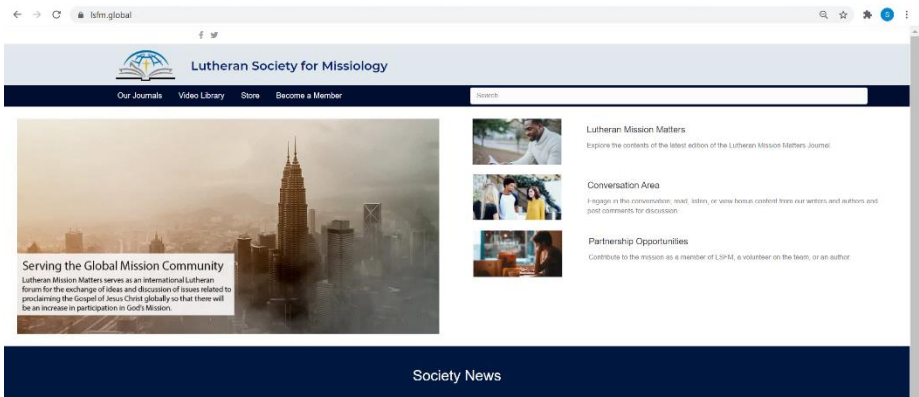 lsfm.global
S
Lutheran Society for Missiology
Our Journals Video Library Store Become a Member
Search
Lutheran Mission Matters
Explore the contents of the latest edition of the Lutheran Mission Matters Journal
Conversation Area
Engage in the conversation, read, listen, or view bonus content from our writers and authors and
post comments for discussion.
Partnership Opportunities
Contribute to the mission as a member of LSFM, a volunteer on the team, or an author.
Serving the Global Mission Community
Lutheran Mission Matters serves as an international Lutheran
forum for the exchange of ideas and discussion of issues related to
proclaiming the Gospel of Jesus Christ globally so that there will
be an increase in participation in God's Mission.
Society News